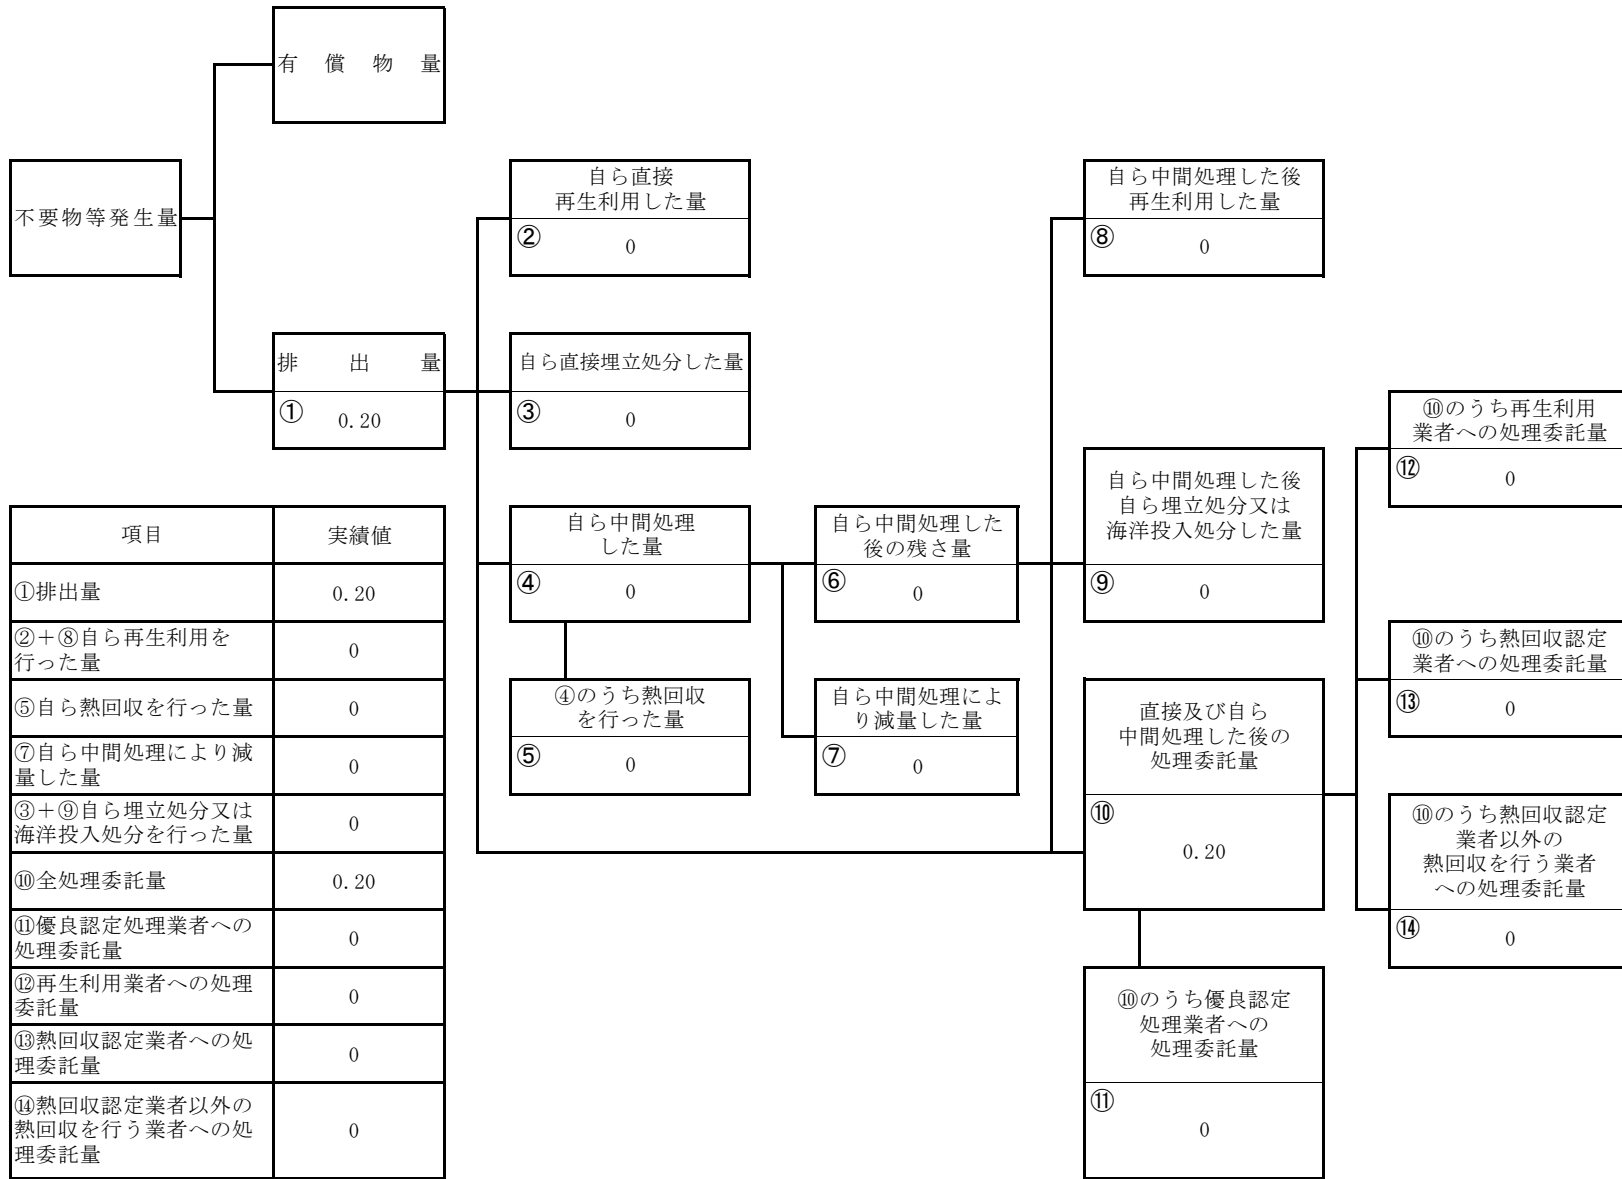 有償物量
不要物等発生量
自ら直接
再生利用した量
② 0
自ら中間処理した後
再生利用した量
⑧ 0
排出量
① 0.20
自ら直接埋立処分した量
③ 0
⑩のうち再生利用
業者への処理委託量
⑫ 0
自ら中間処理
した量
④ 0
自ら中間処理した
後の残さ量
⑥ 0
自ら中間処理した後
自ら埋立処分又は
海洋投入処分した量
⑨ 0
⑩のうち熱回収認定
業者への処理委託量
⑬ 0
④のうち熱回収
を行った量
⑤ 0
自ら中間処理によ
り減量した量
⑦ 0
直接及び自ら
中間処理した後の
処理委託量
⑩
0.20
⑩のうち熱回収認定
業者以外の
熱回収を行う業者
への処理委託量
⑭ 0
⑩のうち優良認定
処理業者への
処理委託量
⑪
0
項目 実績値
①排出量 0.20
②＋⑧自ら再生利用を
行った量 0
⑤自ら熱回収を行った量 0
⑦自ら中間処理により減
量した量 0
③＋⑨自ら埋立処分又は
海洋投入処分を行った量 0
⑩全処理委託量 0.20
⑪優良認定処理業者への
処理委託量 0
⑫再生利用業者への処理
委託量 0
⑬熱回収認定業者への処
理委託量 0
⑭熱回収認定業者以外の
熱回収を行う業者への処
理委託量 0